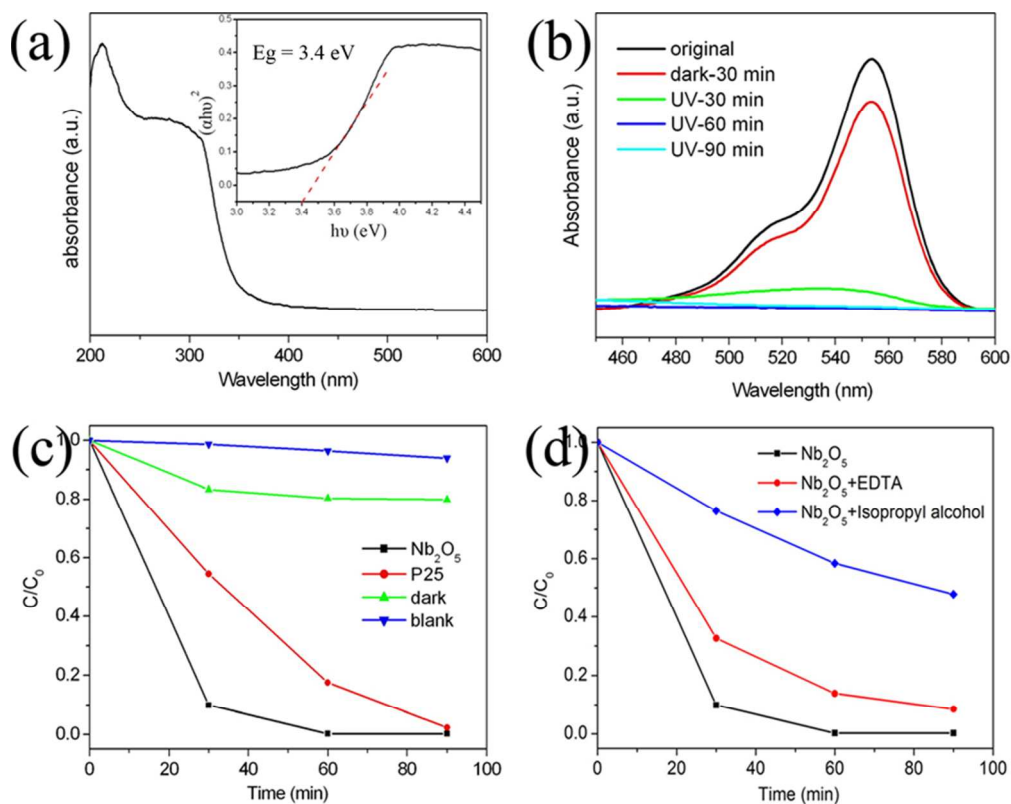 (a)
absorbance (a.u.)
200 300 400 500 600
Wavelength (nm)
Eg = 3.4 eV
(αhυ)²
0.5
0.4
0.3
0.2
0.1
0.0
3.0 3.2 3.4 3.6 3.8 4.0 4.2 4.4
hυ (eV)
(b)
Absorbance (a.u.)
original
dark-30 min
UV-30 min
UV-60 min
UV-90 min
460 480 500 520 540 560 580 600
Wavelength (nm)
(c)
C/C₀
1.0
0.8
0.6
0.4
0.2
0.0
Nb₂O₅
P25
dark
blank
0 20 40 60 80 100
Time (min)
(d)
C/C₀
1.0
0.8
0.6
0.4
0.2
0.0
Nb₂O₅
Nb₂O₅+EDTA
Nb₂O₅+Isopropyl alcohol
0 20 40 60 80 100
Time (min)